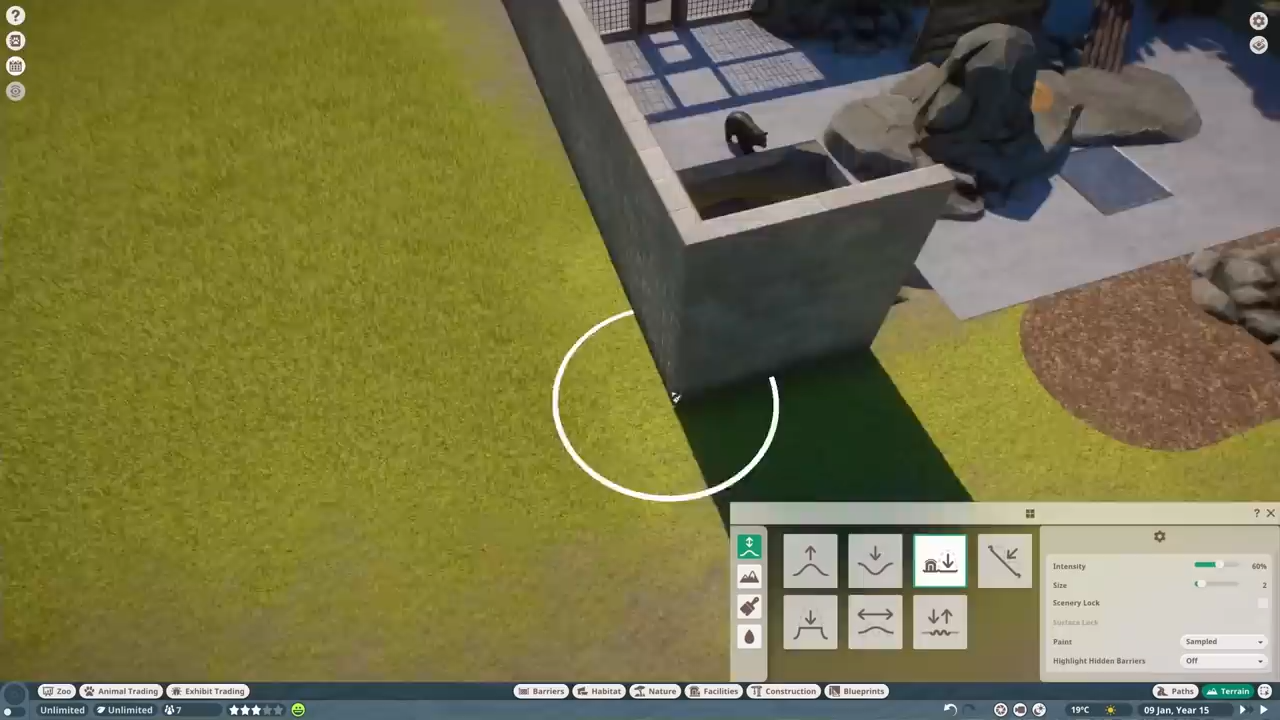 ?
? ×
Intensity 60%
Size 2
Scenery Lock
Surface Lock
Paint Sampled
Highlight Hidden Barriers Off
Zoo Animal Trading Exhibit Trading Barriers Habitat Nature Facilities Construction Blueprints Paths Terrain
Unlimited Unlimited 7 19°C 09 Jan, Year 15